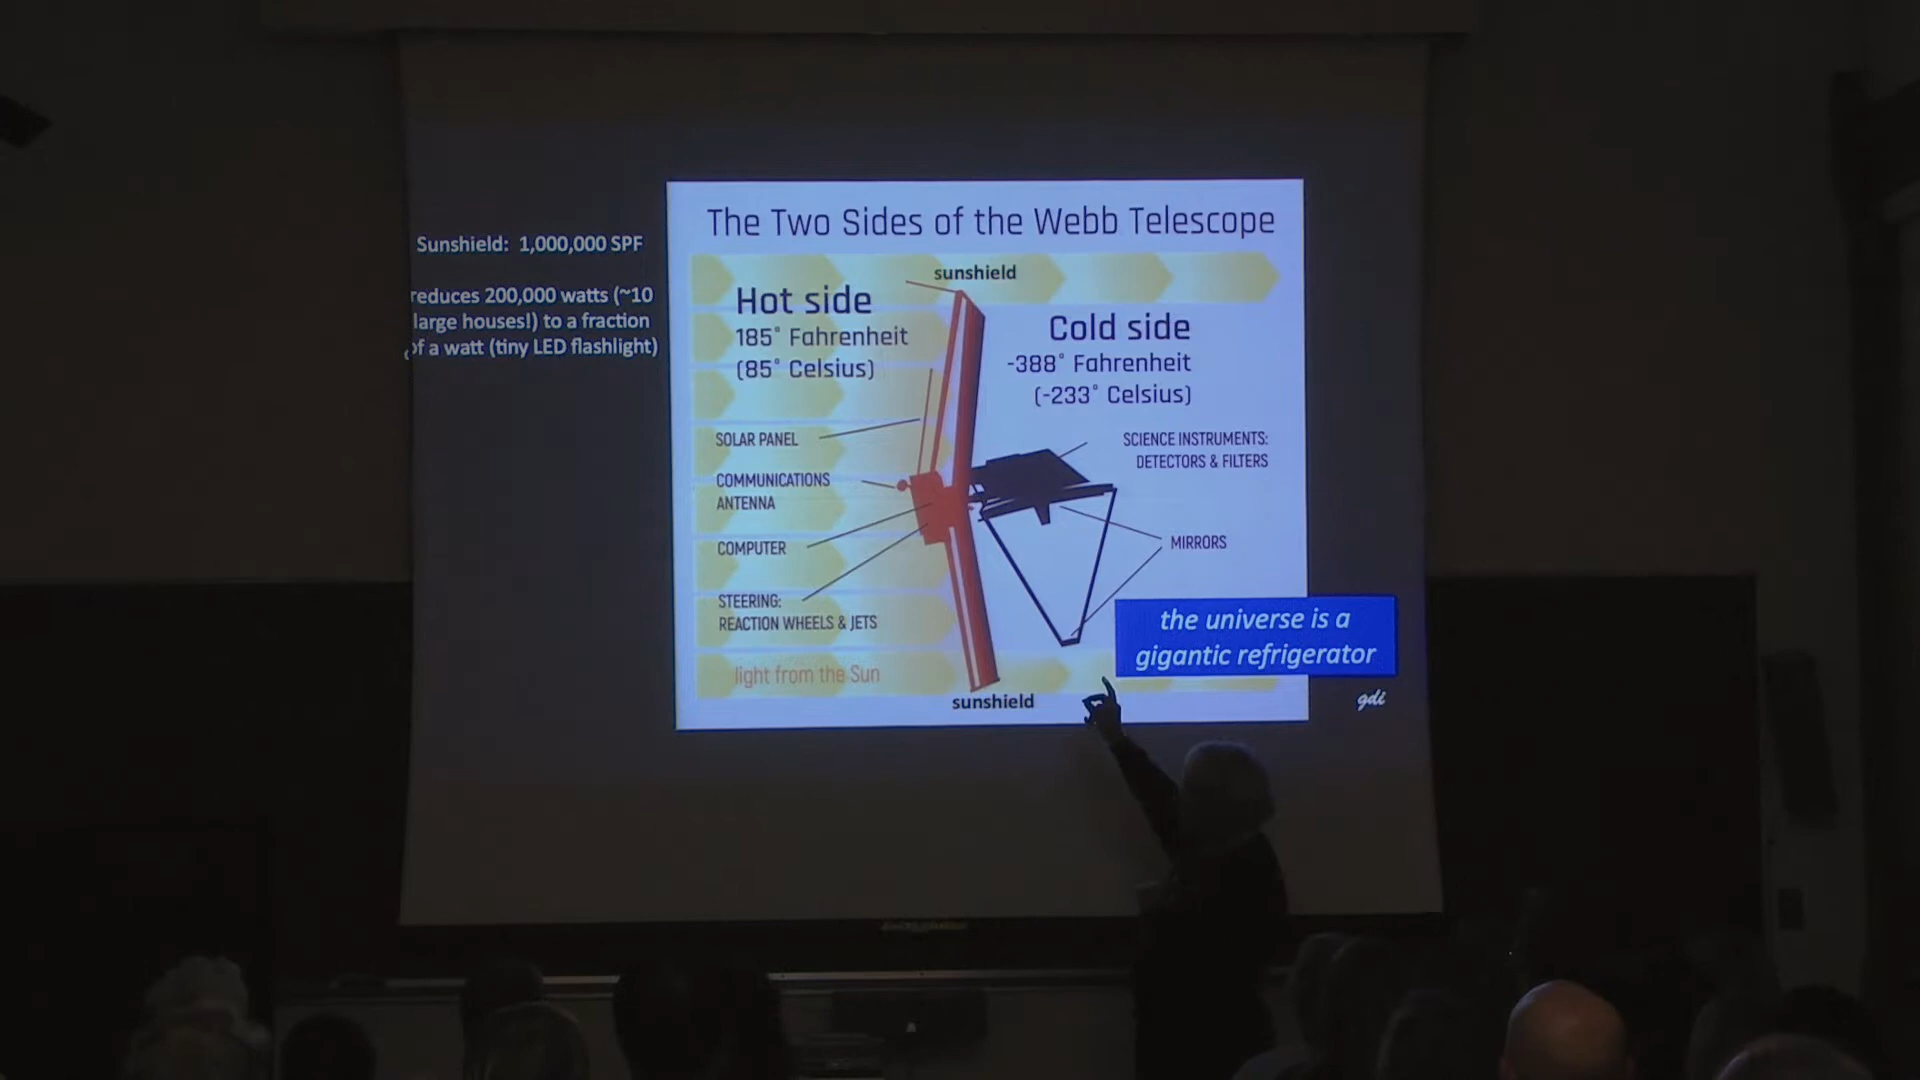 Sunshield: 1,000,000 SPF
reduces 200,000 watts (~10
large houses!) to a fraction
of a watt (tiny LED flashlight)
The Two Sides of the Webb Telescope
sunshield
Hot side
185° Fahrenheit
(85° Celsius)
Cold side
-388° Fahrenheit
(-233° Celsius)
SOLAR PANEL
COMMUNICATIONS
ANTENNA
COMPUTER
STEERING:
REACTION WHEELS & JETS
light from the Sun
SCIENCE INSTRUMENTS:
DETECTORS & FILTERS
MIRRORS
sunshield
the universe is a
gigantic refrigerator
gdi